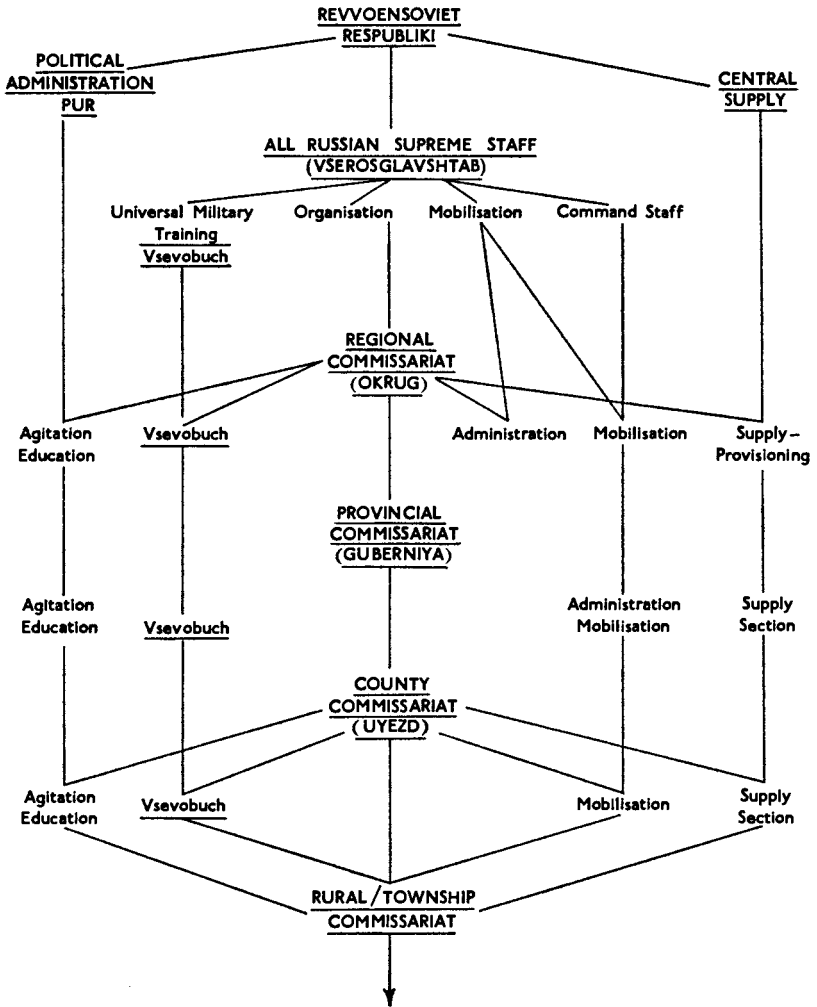 REVVOENSOVIET
RESPUBLIKI
POLITICAL
ADMINISTRATION
PUR
CENTRAL
SUPPLY
ALL RUSSIAN SUPREME STAFF
(VSEROSGLAVSHTAB)
Universal Military
Training
Vsevobuch
Organisation
Mobilisation
Command Staff
REGIONAL
COMMISSARIAT
(OKRUG)
Agitation
Education
Vsevobuch
Administration
Mobilisation
Supply–
Provisioning
PROVINCIAL
COMMISSARIAT
(GUBERNIYA)
Agitation
Education
Vsevobuch
Administration
Mobilisation
Supply
Section
COUNTY
COMMISSARIAT
(UYEZD)
Agitation
Education
Vsevobuch
Mobilisation
Supply
Section
RURAL/TOWNSHIP
COMMISSARIAT